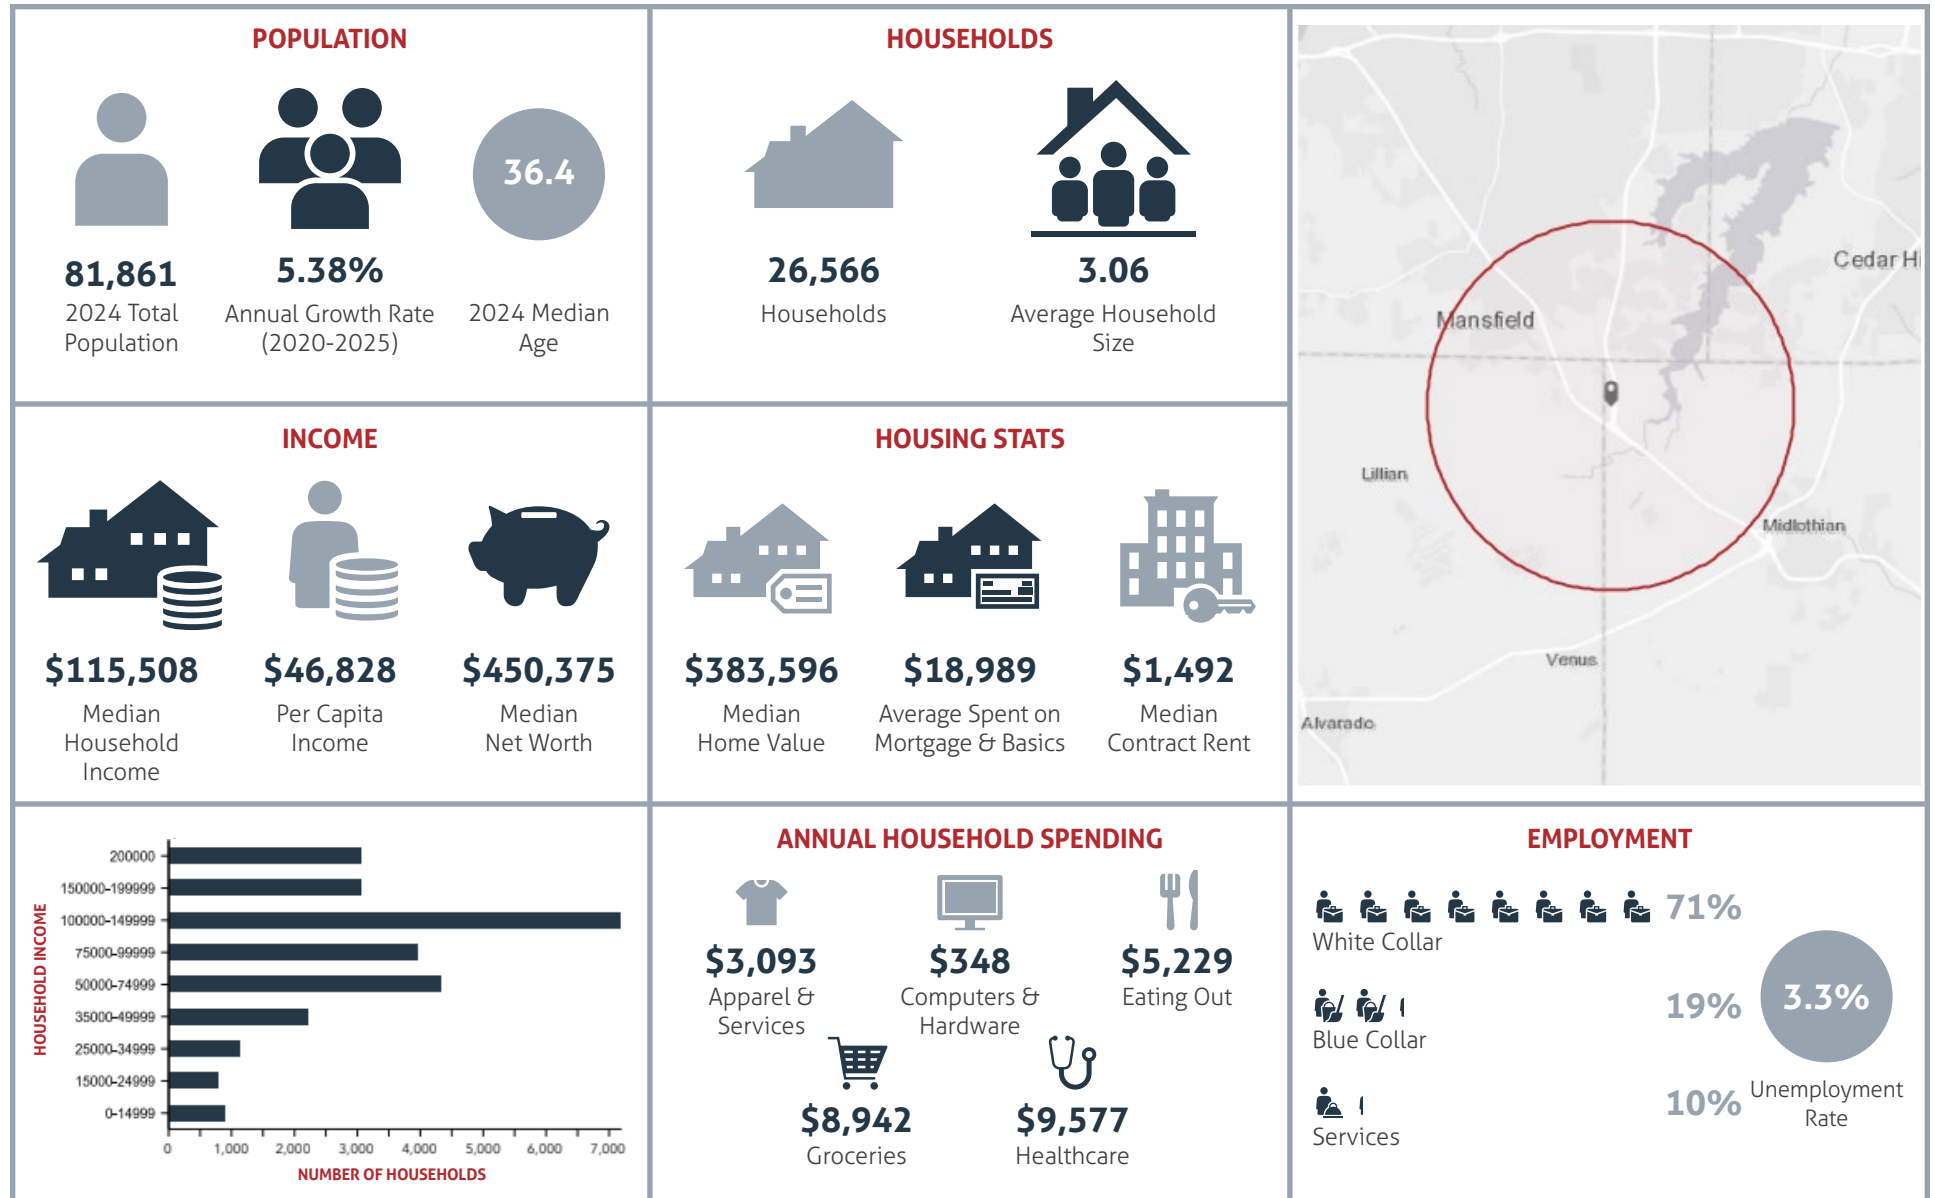 POPULATION
36.4
81,861
2024 Total
Population
5.38%
Annual Growth Rate
(2020-2025)
2024 Median
Age
HOUSEHOLDS
26,566
Households
3.06
Average Household
Size
Mansfield
Cedar Hi
Lillian
Midlothian
Venus
Alvarado
INCOME
$115,508
Median
Household
Income
$46,828
Per Capita
Income
$450,375
Median
Net Worth
HOUSING STATS
$383,596
Median
Home Value
$18,989
Average Spent on
Mortgage & Basics
$1,492
Median
Contract Rent
HOUSEHOLD INCOME
200000
150000-199999
100000-149999
75000-99999
50000-74999
35000-49999
25000-34999
15000-24999
0-14999
0 1,000 2,000 3,000 4,000 5,000 6,000 7,000
NUMBER OF HOUSEHOLDS
ANNUAL HOUSEHOLD SPENDING
$3,093
Apparel &
Services
$348
Computers &
Hardware
$5,229
Eating Out
$8,942
Groceries
$9,577
Healthcare
EMPLOYMENT
71%
White Collar
19%
Blue Collar
10%
Services
3.3%
Unemployment
Rate